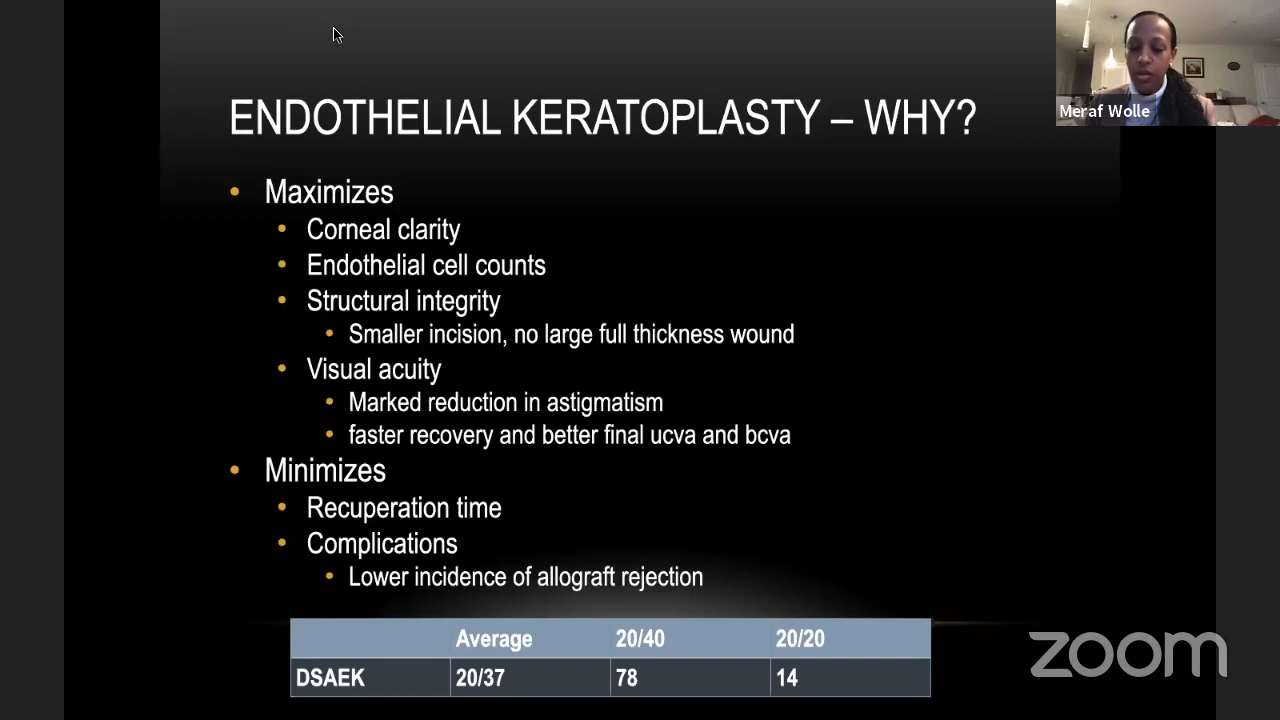 Meraf Wolle
ENDOTHELIAL KERATOPLASTY – WHY?
• Maximizes
• Corneal clarity
• Endothelial cell counts
• Structural integrity
• Smaller incision, no large full thickness wound
• Visual acuity
• Marked reduction in astigmatism
• faster recovery and better final ucva and bcva
• Minimizes
• Recuperation time
• Complications
• Lower incidence of allograft rejection
Average 20/40 20/20
DSAEK 20/37 78 14
zoom